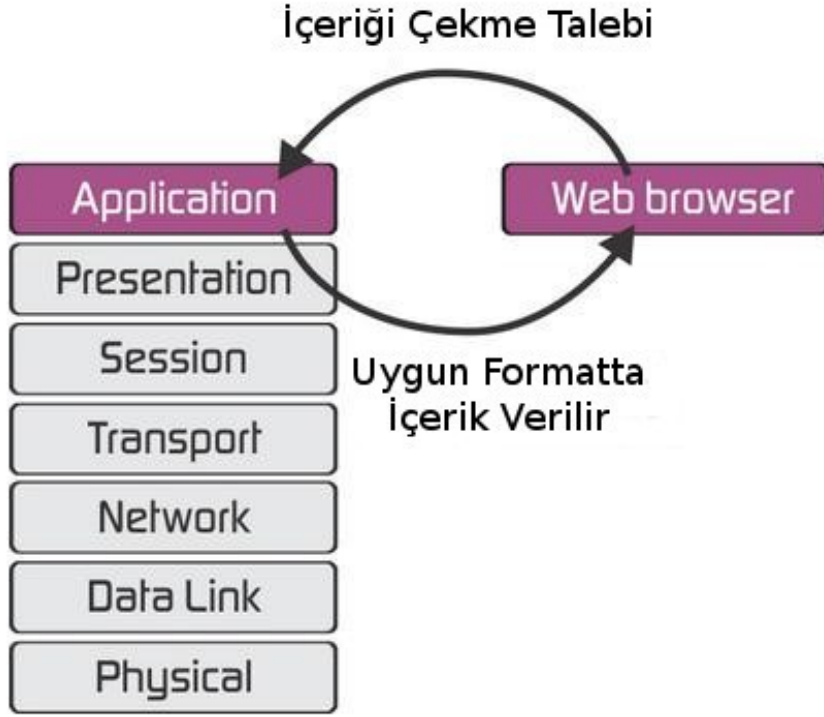 İçeriği Çekme Talebi
Application
Web browser
Presentation
Session
Uygun Formatta
İçerik Verilir
Transport
Network
Data Link
Physical